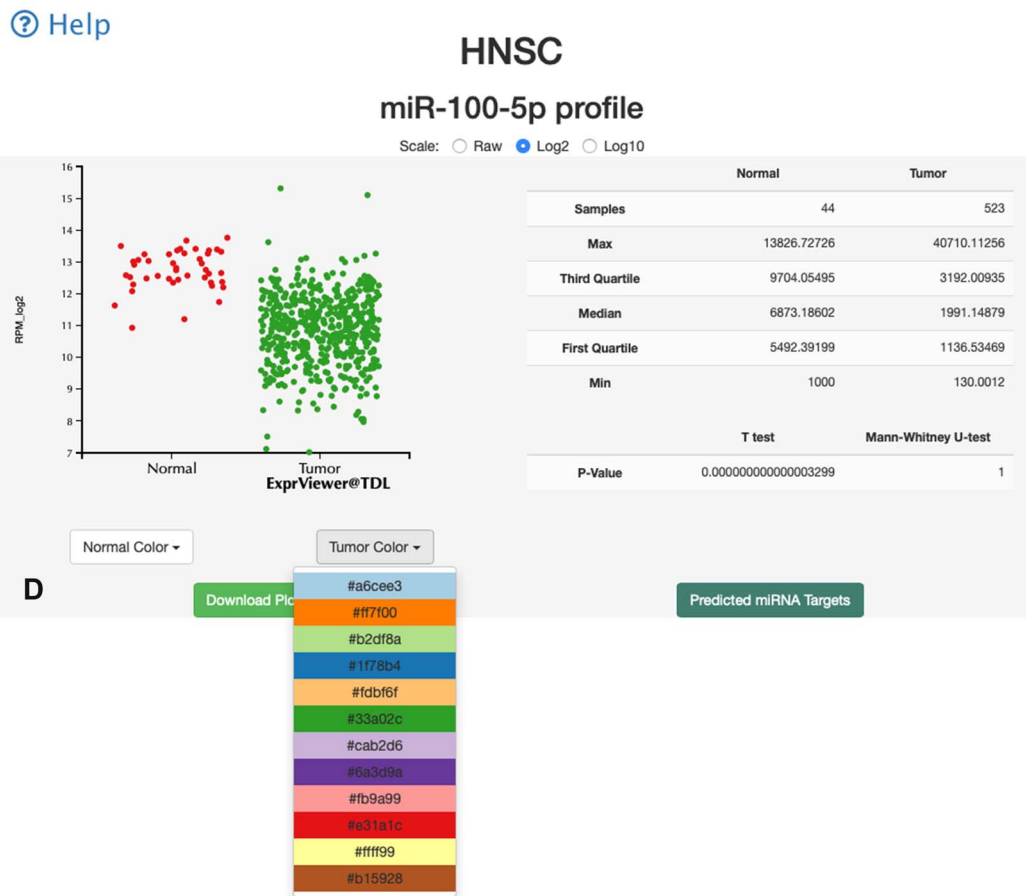 Help
HNSC
miR-100-5p profile
Scale: Raw Log2 Log10
16
15
14
13
12
11
10
9
8
7
RPM_log2
Normal Tumor
ExprViewer@TDL
Normal Tumor
Samples 44 523
Max 13826.72726 40710.11256
Third Quartile 9704.05495 3192.00935
Median 6873.18602 1991.14879
First Quartile 5492.39199 1136.53469
Min 1000 130.0012
T test Mann-Whitney U-test
P-Value 0.000000000000003299 1
Normal Color Tumor Color
D
Download Plo
Predicted miRNA Targets
#a6cee3
#ff7f00
#b2df8a
#1f78b4
#fdbf6f
#33a02c
#cab2d6
#6a3d9a
#fb9a99
#e31a1c
#ffff99
#b15928